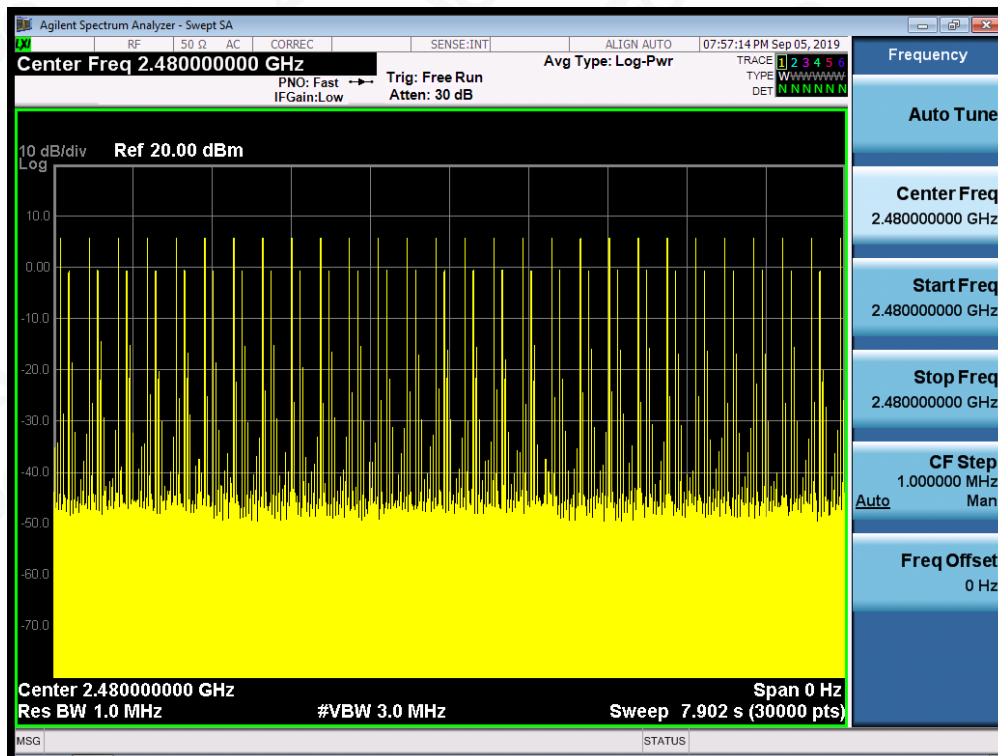 Agilent Spectrum Analyzer - Swept SA
LXI RF 50 Ω AC CORREC SENSE:INT ALIGN AUTO 07:57:14 PM Sep 05, 2019
Center Freq 2.480000000 GHz
PNO: Fast
IFGain:Low
Trig: Free Run
Atten: 30 dB
Avg Type: Log-Pwr
TRACE 1 2 3 4 5 6
TYPE WWWWWW
DET N N N N N N
10 dB/div Ref 20.00 dBm
Log
10.0
0.00
-10.0
-20.0
-30.0
-40.0
-50.0
-60.0
-70.0
Center 2.480000000 GHz Span 0 Hz
Res BW 1.0 MHz #VBW 3.0 MHz Sweep 7.902 s (30000 pts)
MSG STATUS
Frequency
Auto Tune
Center Freq
2.480000000 GHz
Start Freq
2.480000000 GHz
Stop Freq
2.480000000 GHz
CF Step
1.000000 MHz
Auto Man
Freq Offset
0 Hz